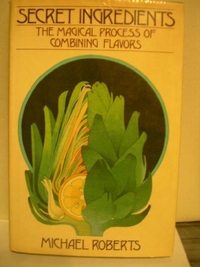 SECRET INGREDIENTS
THE MAGICAL PROCESS OF
COMBINING FLAVORS
MICHAEL ROBERTS